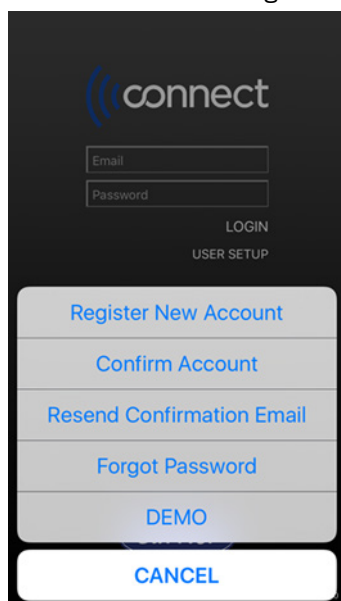 connect
Email
Password
LOGIN
USER SETUP
Register New Account
Confirm Account
Resend Confirmation Email
Forgot Password
DEMO
CANCEL